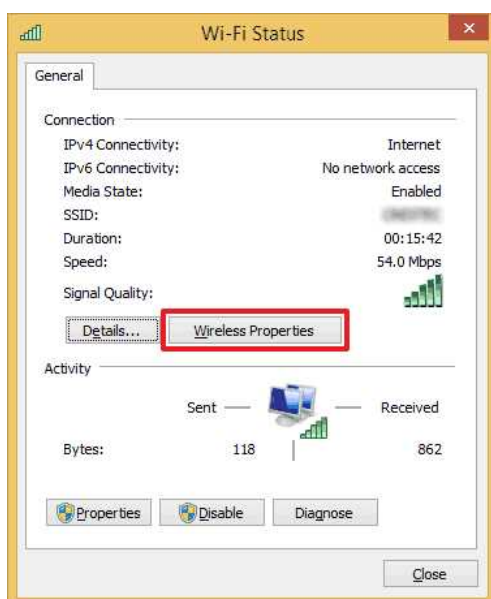 Wi-Fi Status
General
Connection
IPv4 Connectivity: Internet
IPv6 Connectivity: No network access
Media State: Enabled
SSID:
Duration: 00:15:42
Speed: 54.0 Mbps
Signal Quality:
Details... Wireless Properties
Activity
Sent Received
Bytes: 118 862
Properties Disable Diagnose
Close